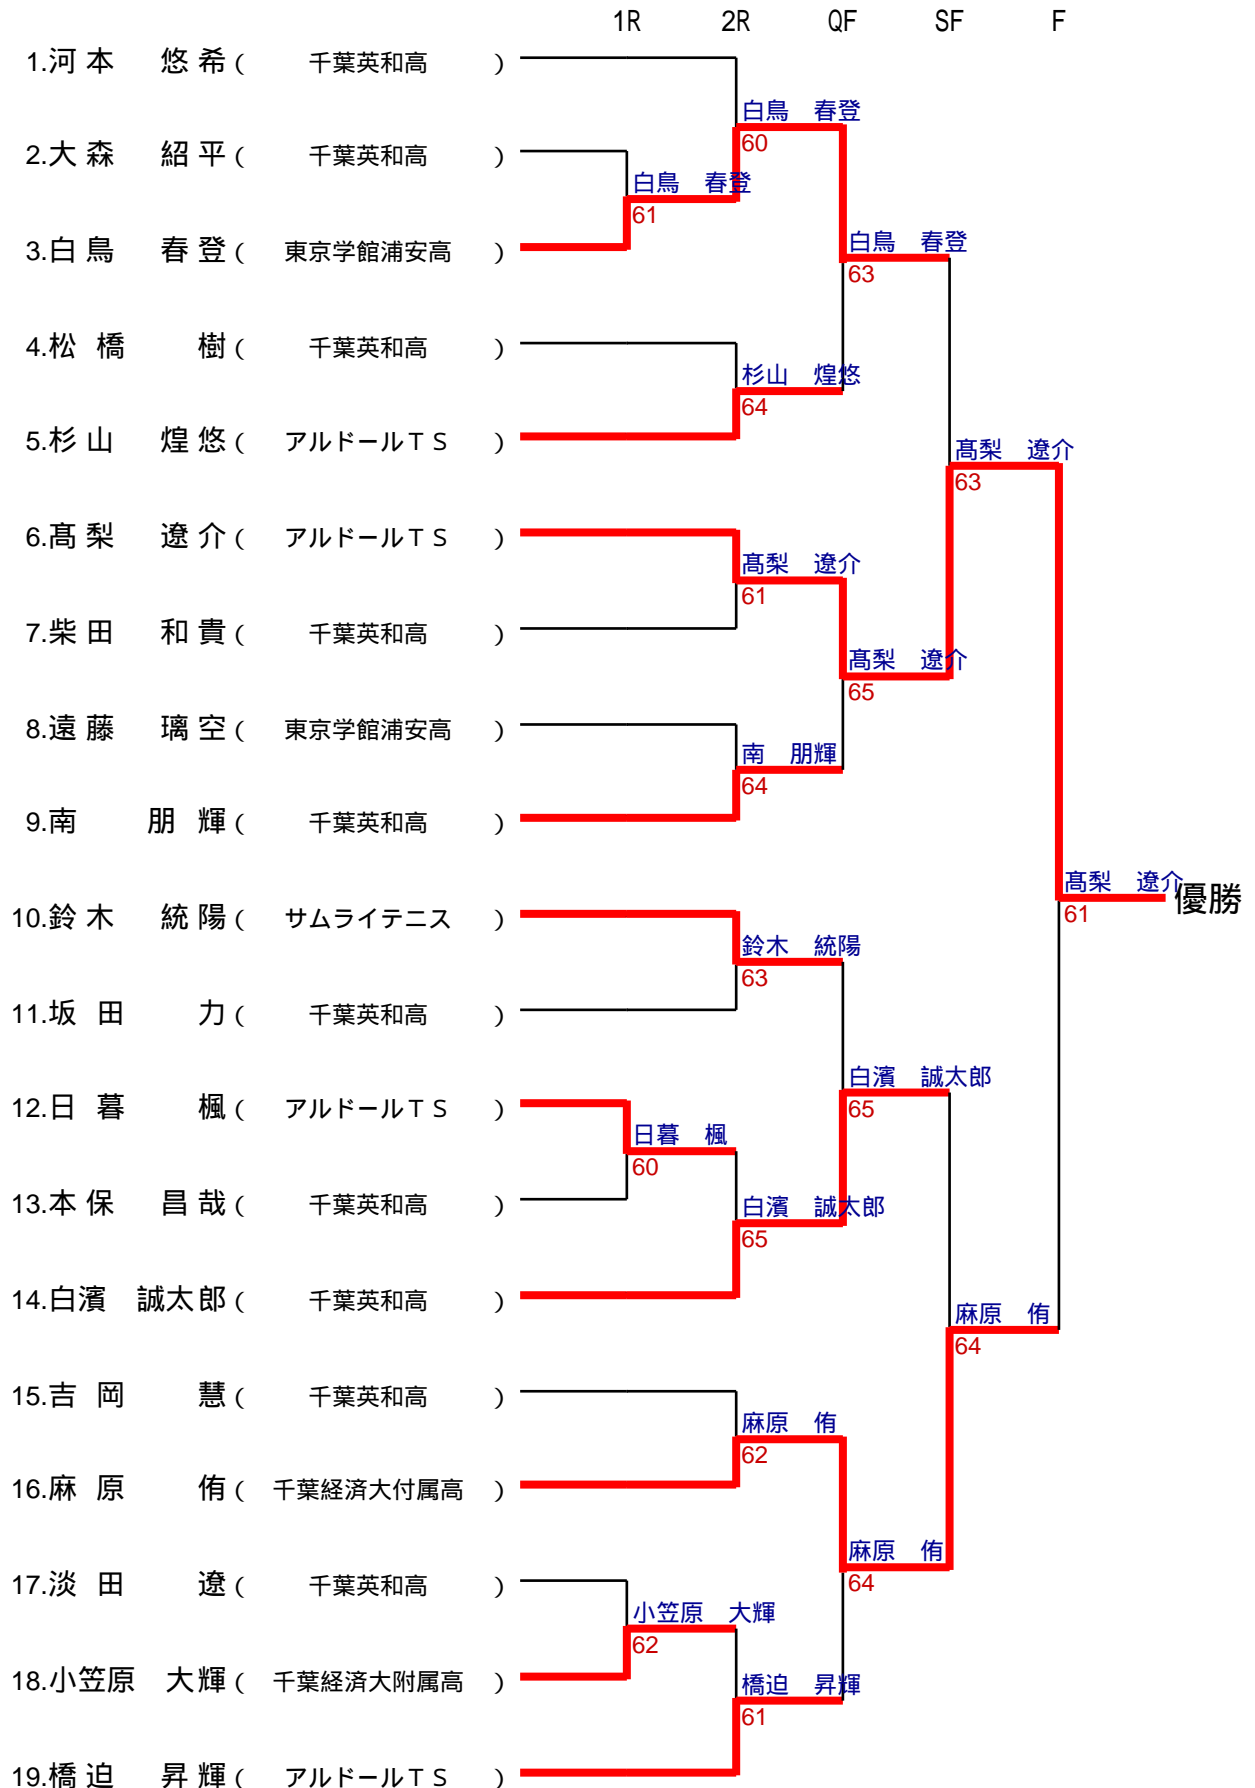 1R 2R QF SF F
1.河本 悠希( 千葉英和高 )
白鳥 春登
60
2.大森 紹平( 千葉英和高 )
白鳥 春登
61
3.白鳥 春登( 東京学館浦安高 )
白鳥 春登
63
4.松橋 樹( 千葉英和高 )
杉山 煌悠
64
5.杉山 煌悠( アルドールTS )
髙梨 遼介
63
6.髙梨 遼介( アルドールTS )
髙梨 遼介
61
7.柴田 和貴( 千葉英和高 )
髙梨 遼介
65
8.遠藤 璃空( 東京学館浦安高 )
南 朋輝
64
9.南 朋輝( 千葉英和高 )
髙梨 遼介 優勝
61
10.鈴木 統陽( サムライテニス )
鈴木 統陽
63
11.坂田 力( 千葉英和高 )
白濱 誠太郎
65
12.日暮 楓( アルドールTS )
日暮 楓
60
13.本保 昌哉( 千葉英和高 )
白濱 誠太郎
65
14.白濱 誠太郎( 千葉英和高 )
麻原 侑
64
15.吉岡 慧( 千葉英和高 )
麻原 侑
62
16.麻原 侑( 千葉経済大付属高 )
麻原 侑
64
17.淡田 遼( 千葉英和高 )
小笠原 大輝
62
18.小笠原 大輝( 千葉経済大附属高 )
橋迫 昇輝
61
19.橋迫 昇輝( アルドールTS )